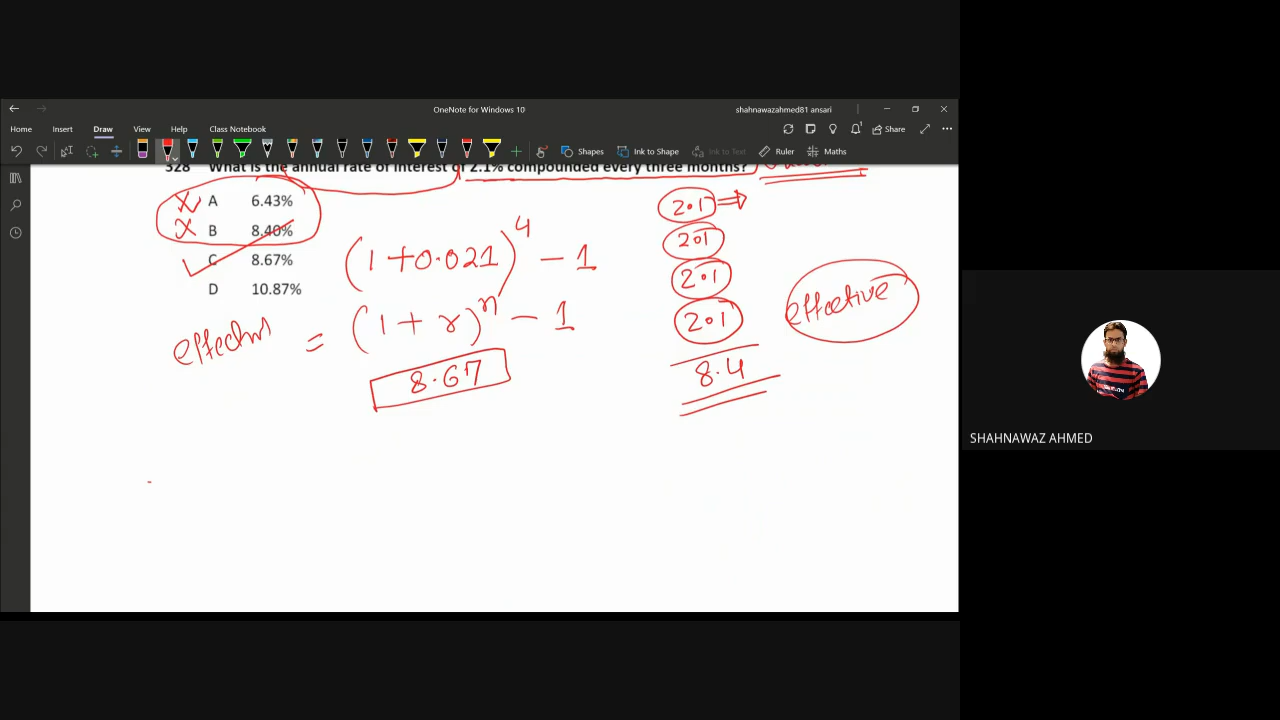 OneNote for Windows 10
shahnawazahmed81 ansari
Home Insert Draw View Help Class Notebook
Share
Shapes Ink to Shape Ink to Text Ruler Maths
328 What is the annual rate of interest of 2.1% compounded every three months?
A 6.43%
B 8.40%
C 8.67%
D 10.87%
(1 + 0.021)^4 - 1
= (1 + r)^n - 1
8.67
2.1 ⇒
2.1
2.1
2.1
8.4
effective
SHAHNAWAZ AHMED